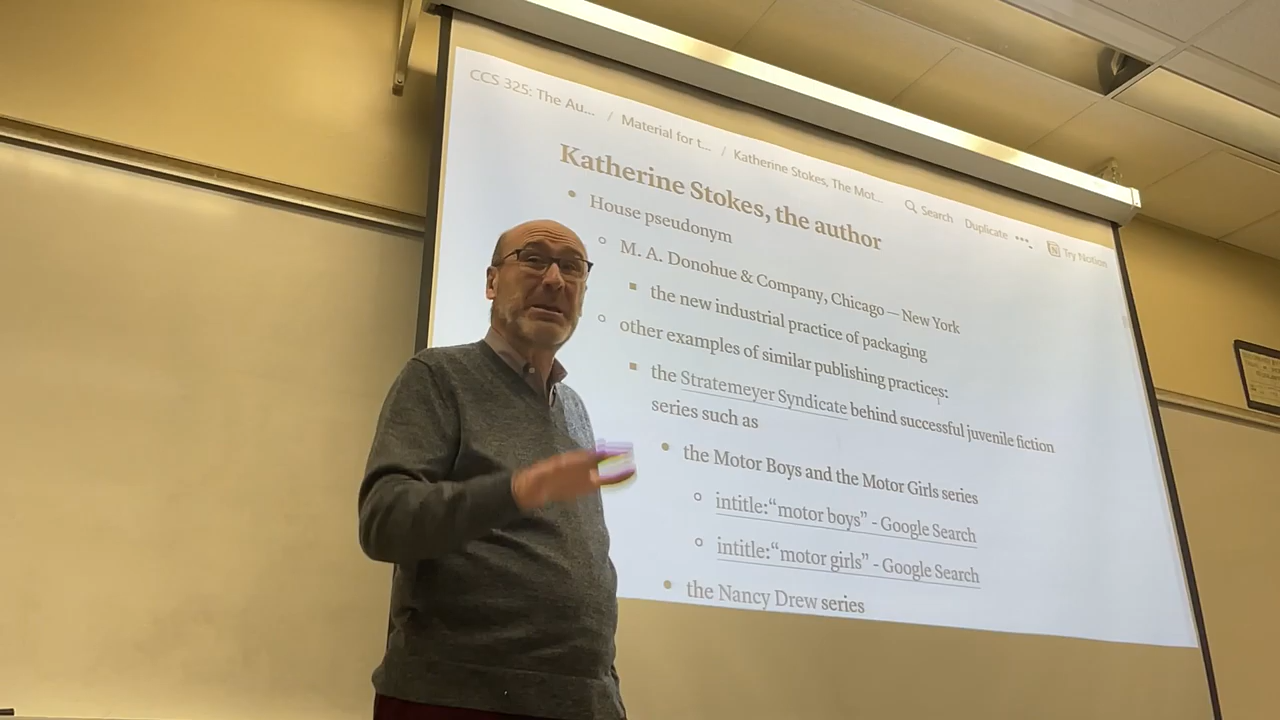 CCS 325: The Au... / Material for t... / Katherine Stokes, The Mot... Search Duplicate ••• Try Notion
Katherine Stokes, the author
• House pseudonym
◦ M. A. Donohue & Company, Chicago — New York
▪ the new industrial practice of packaging
◦ other examples of similar publishing practices:
▪ the Stratemeyer Syndicate behind successful juvenile fiction
series such as
• the Motor Boys and the Motor Girls series
◦ intitle:“motor boys” - Google Search
◦ intitle:“motor girls” - Google Search
• the Nancy Drew series